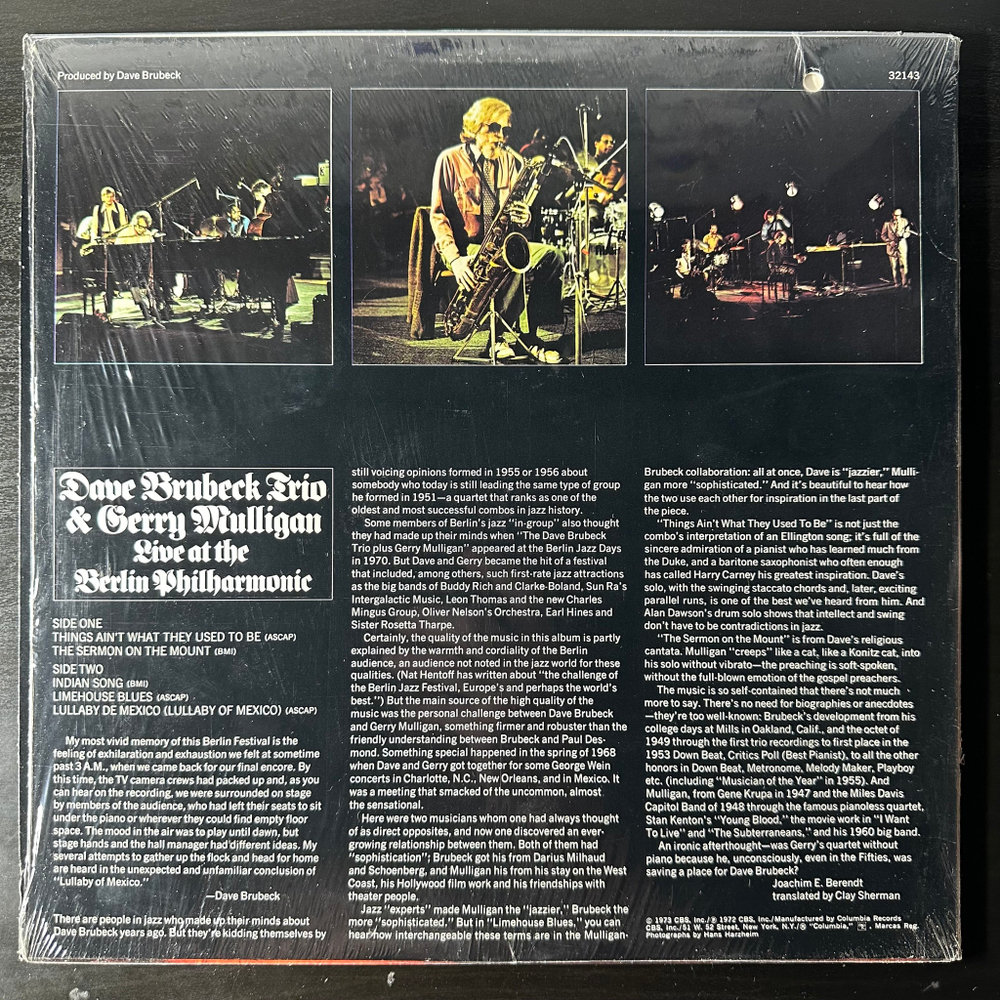 Produced by Dave Brubeck
32143
Dave Brubeck Trio
& Gerry Mulligan
Live at the
Berlin Philharmonic
SIDE ONE
THINGS AIN'T WHAT THEY USED TO BE (ASCAP)
THE SERMON ON THE MOUNT (BMI)
SIDE TWO
INDIAN SONG (BMI)
LIMEHOUSE BLUES (ASCAP)
LULLABY DE MEXICO (LULLABY OF MEXICO) (ASCAP)
My most vivid memory of this Berlin Festival is the
feeling of exilaration and exhaustion we felt at sometime
past 3 A.M., when we came back for our final encore. By
this time, the TV camera crews had packed up and, as you
can hear on the recording, we were surrounded on stage
by members of the audience, who had left their seats to sit
under the piano or wherever they could find empty floor
space. The mood in the air was to play until dawn, but
stage hands and the hall manager had different ideas. My
several attempts to gather up the flock and head for home
are heard in the unexpected and unfamiliar conclusion of
"Lullaby of Mexico."
—Dave Brubeck
There are people in jazz who made up their minds about
Dave Brubeck years ago. But they're kidding themselves by
still voicing opinions formed in 1955 or 1956 about
somebody who today is still leading the same type of group
he formed in 1951—a quartet that ranks as one of the
oldest and most successful combos in jazz history.
Some members of Berlin's jazz "in-group" also thought
they had made up their minds when "The Dave Brubeck
Trio plus Gerry Mulligan" appeared at the Berlin Jazz Days
in 1970. But Dave and Gerry became the hit of a festival
that included, among others, such first-rate jazz attractions
as the big bands of Buddy Rich and Clarke-Boland, Sun Ra's
Intergalactic Music, Leon Thomas and the new Charles
Mingus Group, Oliver Nelson's Orchestra, Earl Hines and
Sister Rosetta Tharpe.
Certainly, the quality of the music in this album is partly
explained by the warmth and cordiality of the Berlin
audience, an audience not noted in the jazz world for these
qualities. (Nat Hentoff has written about "the challenge of
the Berlin Jazz Festival, Europe's and perhaps the world's
best.") But the main source of the high quality of the
music was the personal challenge between Dave Brubeck
and Gerry Mulligan, something firmer and robuster than the
friendly understanding between Brubeck and Paul Des-
mond. Something special happened in the spring of 1968
when Dave and Gerry got together for some George Wein
concerts in Charlotte, N.C., New Orleans, and in Mexico. It
was a meeting that smacked of the uncommon, almost
the sensational.
Here were two musicians whom one had always thought
of as direct opposites, and now one discovered an ever-
growing relationship between them. Both of them had
"sophistication"; Brubeck got his from Darius Milhaud
and Schoenberg, and Mulligan his from his stay on the West
Coast, his Hollywood film work and his friendships with
theater people.
Jazz "experts" made Mulligan the "jazzier," Brubeck the
more "sophisticated." But in "Limehouse Blues," you can
hear how interchangeable these terms are in the Mulligan-
Brubeck collaboration: all at once, Dave is "jazzier," Mulli-
gan more "sophisticated." And it's beautiful to hear how
the two use each other for inspiration in the last part of
the piece.
"Things Ain't What They Used To Be" is not just the
combo's interpretation of an Ellington song; it's full of the
sincere admiration of a pianist who has learned much from
the Duke, and a baritone saxophonist who often enough
has called Harry Carney his greatest inspiration. Dave's
solo, with the swinging staccato chords and, later, exciting
parallel runs, is one of the best we've heard from him. And
Alan Dawson's drum solo shows that intellect and swing
don't have to be contradictions in jazz.
"The Sermon on the Mount" is from Dave's religious
cantata. Mulligan "creeps" like a cat, like a Konitz cat, into
his solo without vibrato—the preaching is soft-spoken,
without the full-blown emotion of the gospel preachers.
The music is so self-contained that there's not much
more to say. There's no need for biographies or anecdotes
—they're too well-known: Brubeck's development from his
college days at Mills in Oakland, Calif., and the octet of
1949 through the first trio recordings to first place in the
1953 Down Beat, Critics Poll (Best Pianist), to all the other
honors in Down Beat, Metronome, Melody Maker, Playboy
etc. (including "Musician of the Year" in 1955). And
Mulligan, from Gene Krupa in 1947 and the Miles Davis
Capitol Band of 1948 through the famous pianoless quartet,
Stan Kenton's "Young Blood," the movie work in "I Want
To Live" and "The Subterraneans," and his 1960 big band.
An ironic afterthought—was Gerry's quartet without
piano because he, unconsciously, even in the Fifties, was
saving a place for Dave Brubeck?
Joachim E. Berendt
translated by Clay Sherman
© 1973 CBS, Inc./℗ 1972 CBS, Inc./Manufactured by Columbia Records
CBS, Inc./51 W. 52 Street, New York, N.Y./® "Columbia," , Marcas Reg.
Photographs by Hans Harzheim